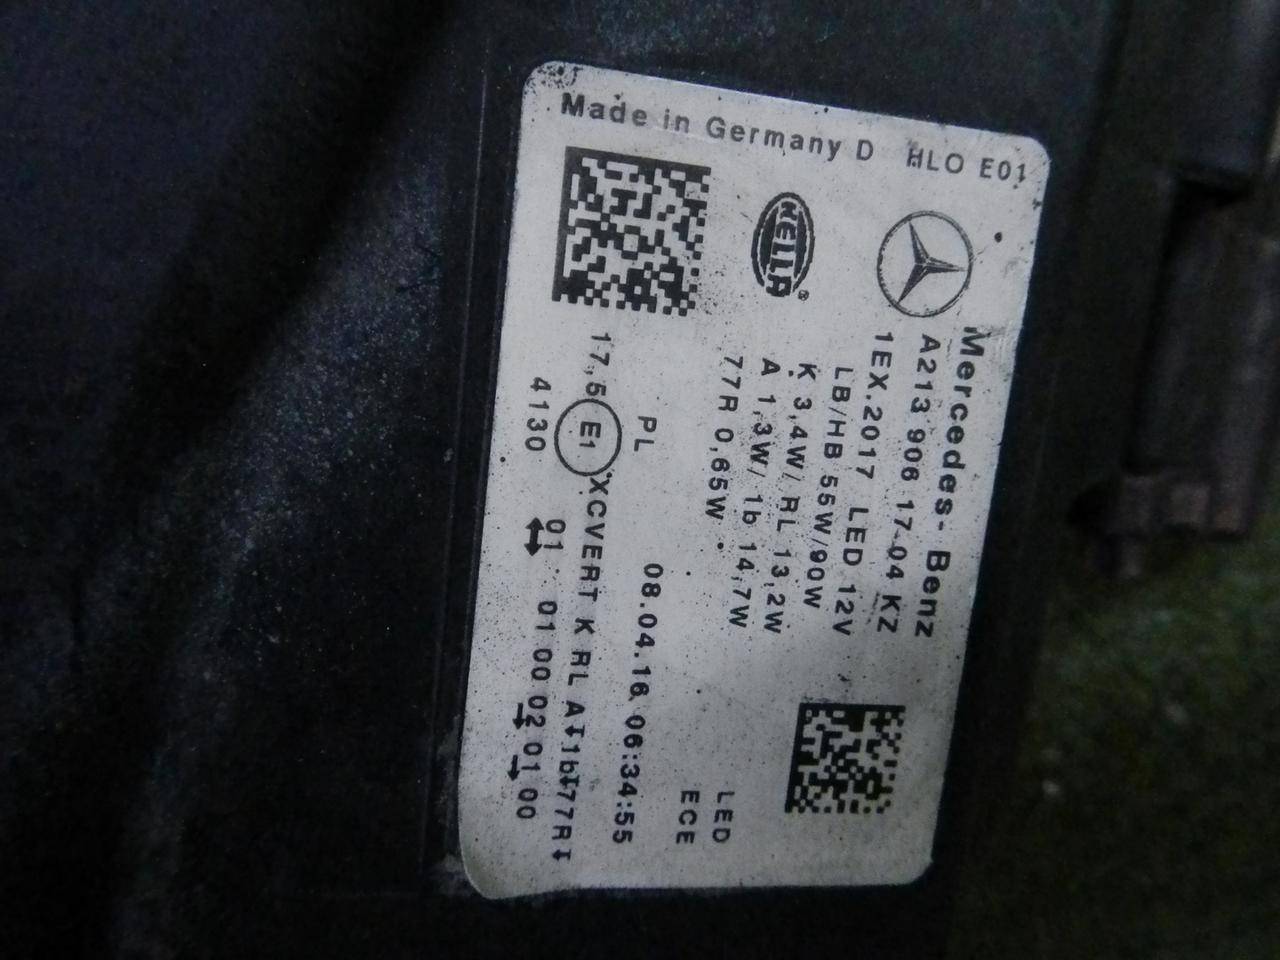 Made in Germany D HLO E01
HELLA ®
Mercedes-Benz
A213 906 17-04 KZ
1EX.2017 LED 12V
LB/HB 55W/90W
K 3,4W/ RL 13,2W
A 1,3W/ 1b 14,7W
77R 0,65W
LED
ECE
PL 08.04.16 06:34:55
17,5 E1 XCVERT K RL A↕1b↕77R↕
4130 ↔01 01 00 02→ 01→ 00